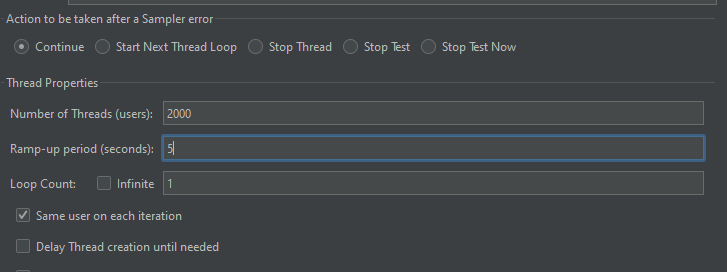 Action to be taken after a Sampler error
Continue Start Next Thread Loop Stop Thread Stop Test Stop Test Now
Thread Properties
Number of Threads (users): 2000
Ramp-up period (seconds): 5
Loop Count: Infinite 1
Same user on each iteration
Delay Thread creation until needed